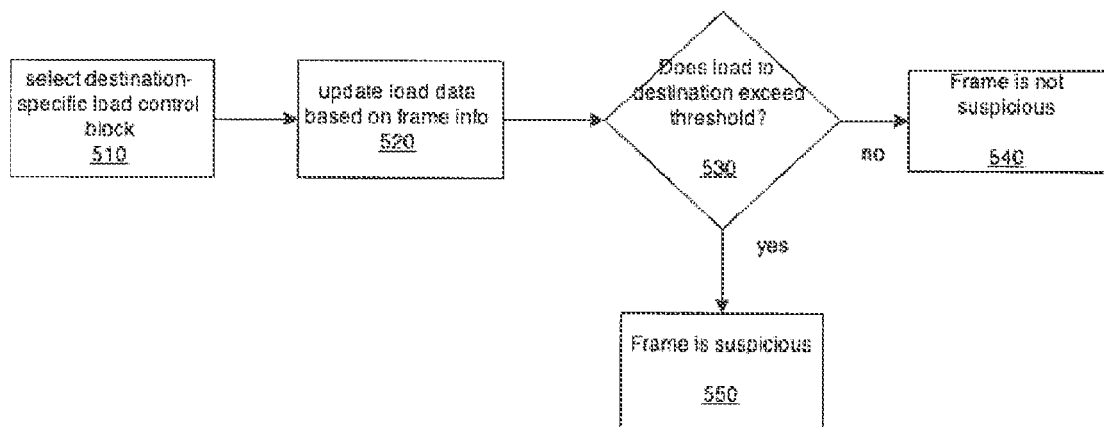 select destination-
specific load control
block
510
update load data
based on frame info
520
Does load to
destination exceed
threshold?
530
no
Frame is not
suspicious
540
yes
Frame is suspicious
550